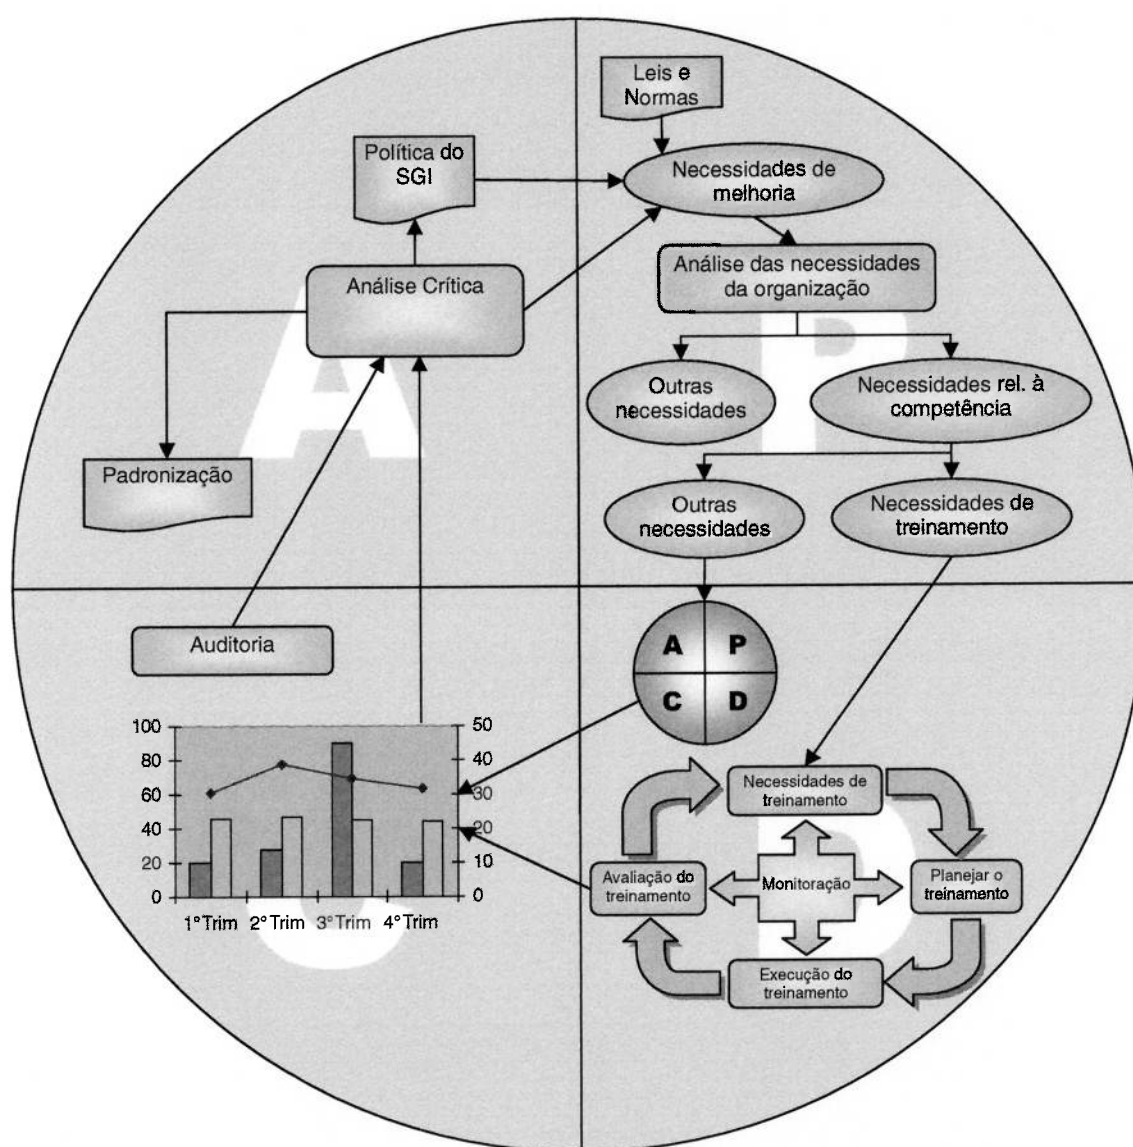 Leis e
Normas
Política do
SGI
Necessidades de
melhoria
Análise Crítica
Análise das necessidades
da organização
A
P
Outras
necessidades
Necessidades rel. à
competência
Padronização
Outras
necessidades
Necessidades de
treinamento
Auditoria
A P
C D
100
80
60
40
20
0
50
40
30
20
10
0
1° Trim 2° Trim 3° Trim 4° Trim
C
D
Necessidades de
treinamento
Avaliação do
treinamento
Monitoração
Planejar o
treinamento
Execução do
treinamento